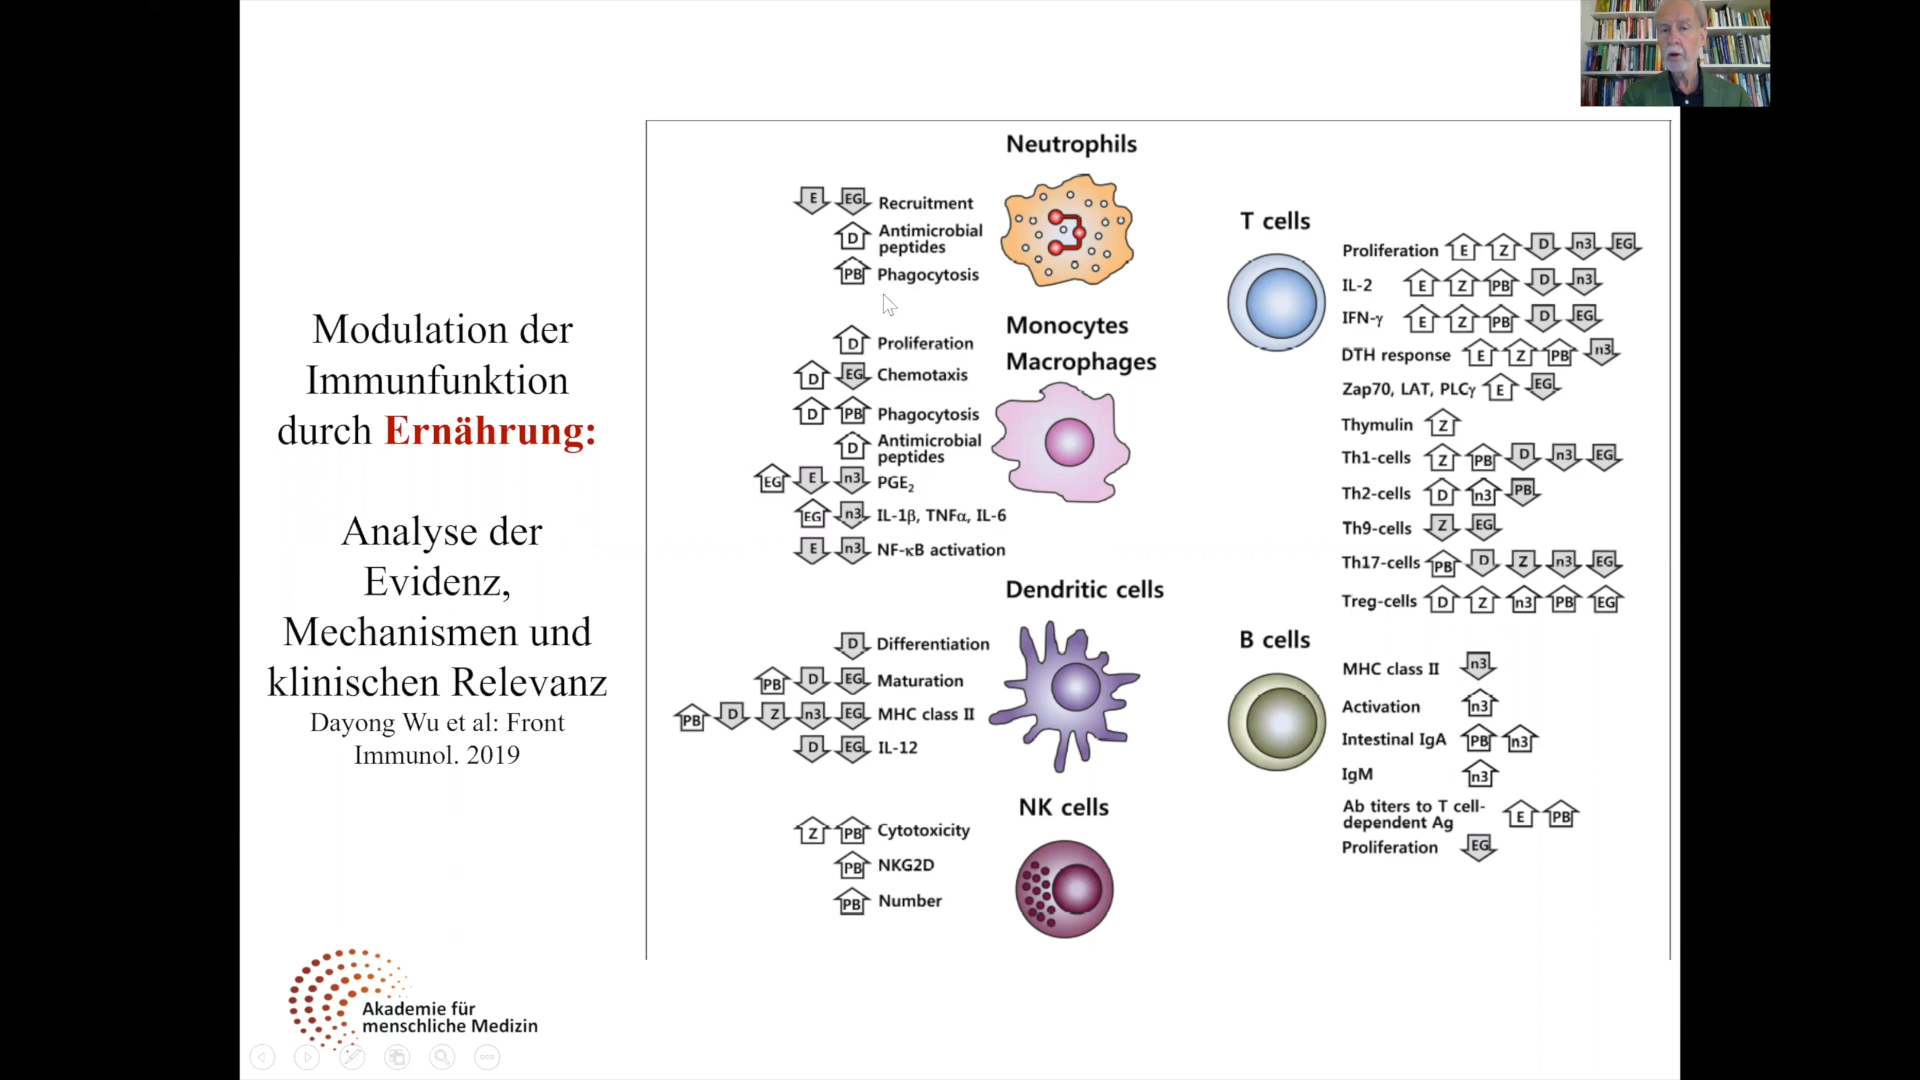 Modulation der
Immunfunktion
durch Ernährung:
Analyse der
Evidenz,
Mechanismen und
klinischen Relevanz
Dayong Wu et al: Front
Immunol. 2019
Akademie für
menschliche Medizin
Neutrophils
E EG Recruitment
D Antimicrobial
peptides
PB Phagocytosis
Monocytes
Macrophages
D Proliferation
D EG Chemotaxis
D PB Phagocytosis
D Antimicrobial
peptides
EG E n3 PGE₂
EG n3 IL-1β, TNFα, IL-6
E n3 NF-κB activation
Dendritic cells
D Differentiation
PB D EG Maturation
PB D Z n3 EG MHC class II
D EG IL-12
NK cells
Z PB Cytotoxicity
PB NKG2D
PB Number
T cells
Proliferation E Z D n3 EG
IL-2 E Z PB D n3
IFN-γ E Z PB D EG
DTH response E Z PB n3
Zap70, LAT, PLCγ E EG
Thymulin Z
Th1-cells Z PB D n3 EG
Th2-cells D n3 PB
Th9-cells Z EG
Th17-cells PB D Z n3 EG
Treg-cells D Z n3 PB EG
B cells
MHC class II n3
Activation n3
Intestinal IgA PB n3
IgM n3
Ab titers to T cell-
dependent Ag E PB
Proliferation EG